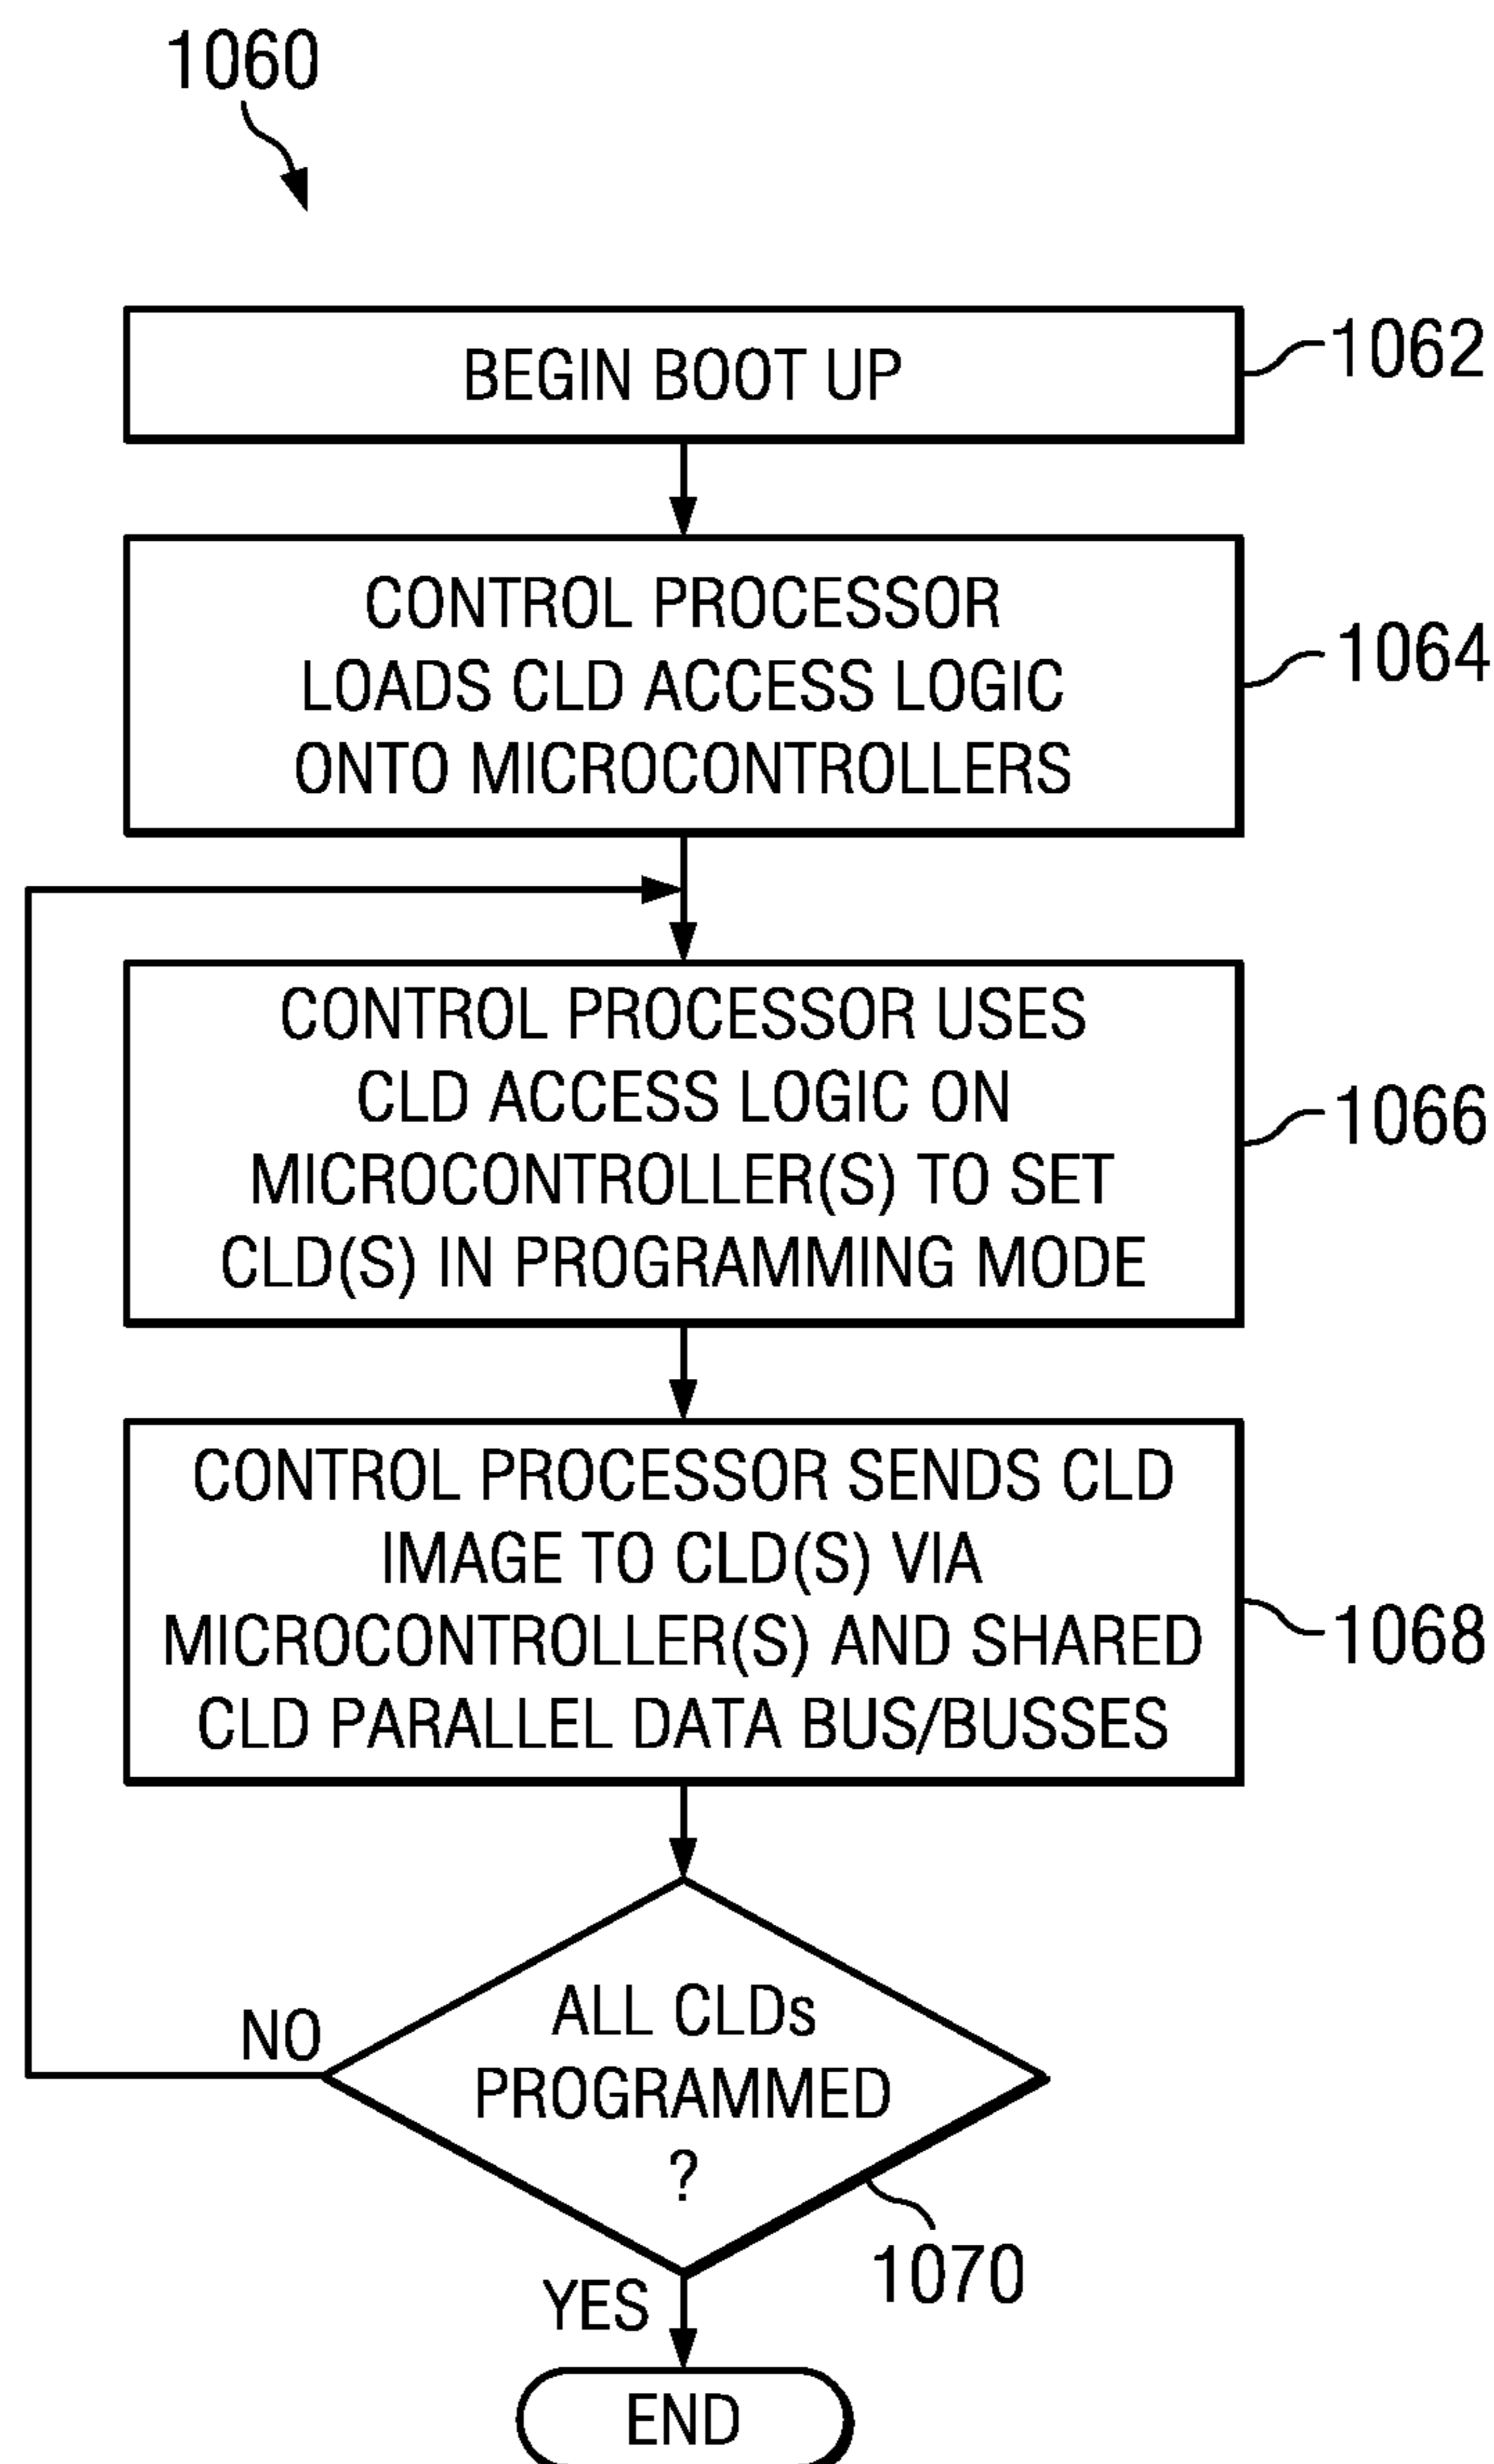 1060
BEGIN BOOT UP
1062
CONTROL PROCESSOR
LOADS CLD ACCESS LOGIC
ONTO MICROCONTROLLERS
1064
CONTROL PROCESSOR USES
CLD ACCESS LOGIC ON
MICROCONTROLLER(S) TO SET
CLD(S) IN PROGRAMMING MODE
1066
CONTROL PROCESSOR SENDS CLD
IMAGE TO CLD(S) VIA
MICROCONTROLLER(S) AND SHARED
CLD PARALLEL DATA BUS/BUSSES
1068
ALL CLDs
PROGRAMMED
?
NO
1070
YES
END